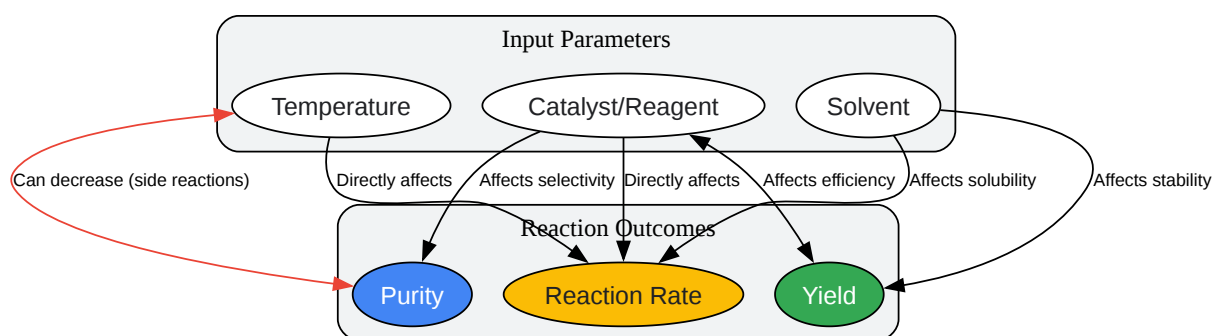 Input Parameters
Temperature
Catalyst/Reagent
Solvent
Can decrease (side reactions)
Directly affects
Affects selectivity
Directly affects
Affects efficiency
Affects solubility
Affects stability
Reaction Outcomes
Purity
Reaction Rate
Yield